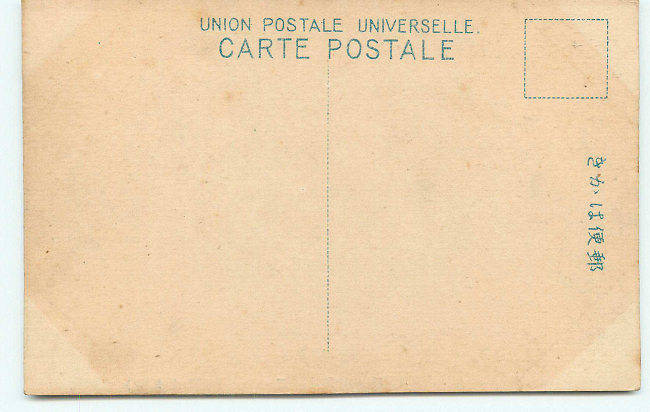 UNION POSTALE UNIVERSELLE.
CARTE POSTALE
郵便はかき